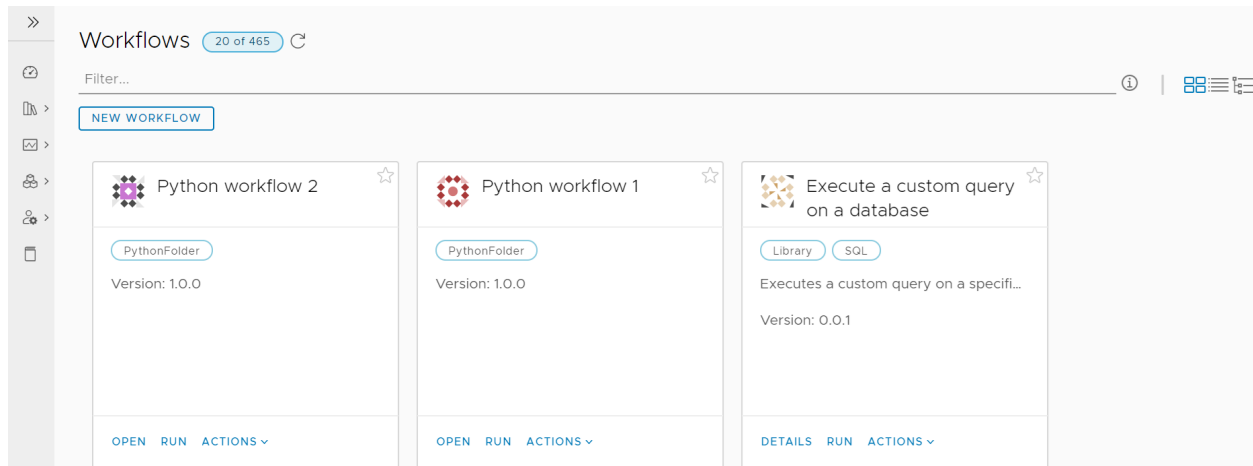 Workflows
20 of 465
Filter...
NEW WORKFLOW
Python workflow 2
PythonFolder
Version: 1.0.0
OPEN RUN ACTIONS
Python workflow 1
PythonFolder
Version: 1.0.0
OPEN RUN ACTIONS
Execute a custom query
on a database
Library SQL
Executes a custom query on a specifi...
Version: 0.0.1
DETAILS RUN ACTIONS